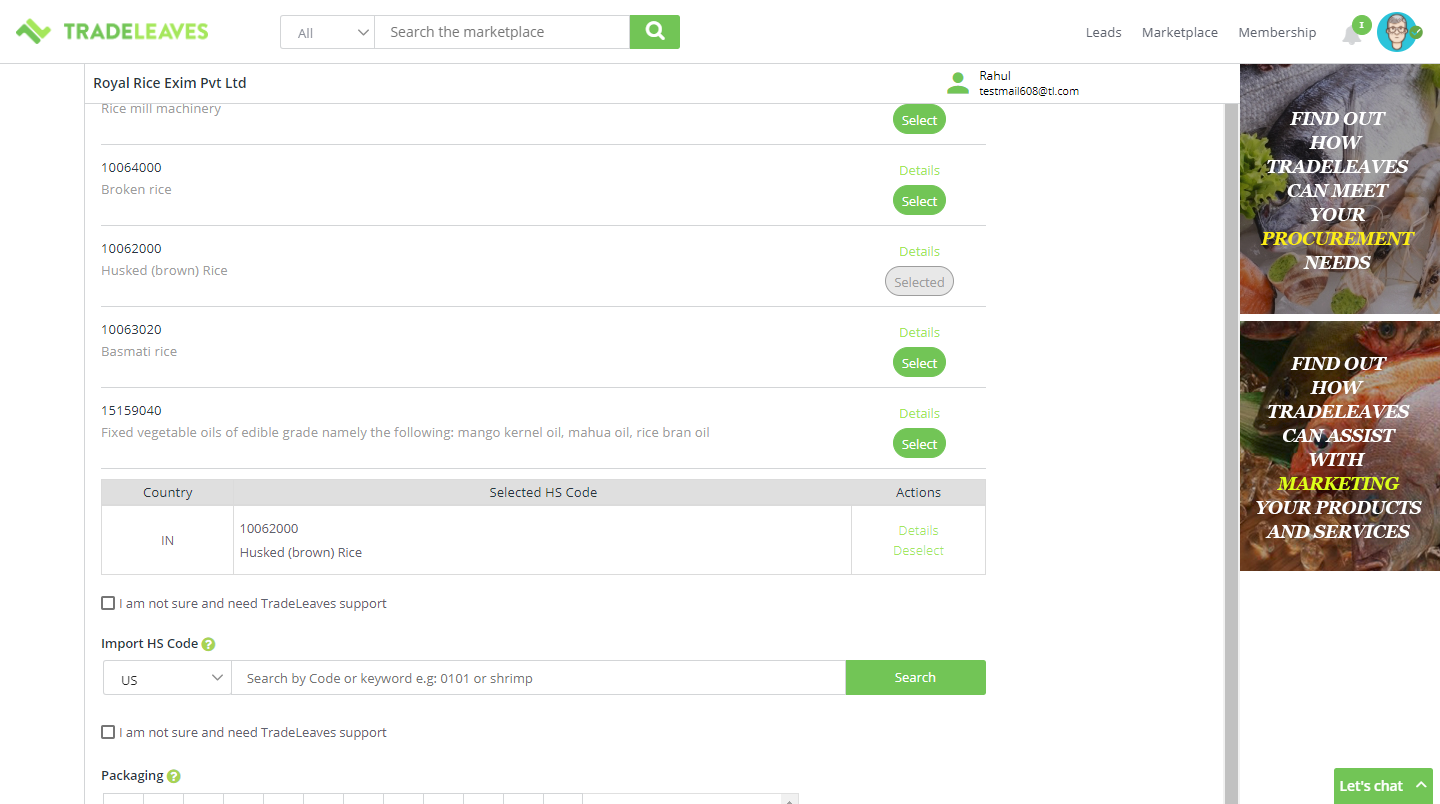 TRADELEAVES
All
Search the marketplace
Leads
Marketplace
Membership
1
Royal Rice Exim Pvt Ltd
Rahul
testmail608@tl.com
Rice mill machinery
Select
10064000
Details
Broken rice
Select
10062000
Details
Husked (brown) Rice
Selected
10063020
Details
Basmati rice
Select
15159040
Details
Fixed vegetable oils of edible grade namely the following: mango kernel oil, mahua oil, rice bran oil
Select
Country
Selected HS Code
Actions
IN
10062000
Husked (brown) Rice
Details
Deselect
I am not sure and need TradeLeaves support
Import HS Code ?
US
Search by Code or keyword e.g: 0101 or shrimp
Search
I am not sure and need TradeLeaves support
Packaging ?
FIND OUT
HOW
TRADELEAVES
CAN MEET
YOUR
PROCUREMENT
NEEDS
FIND OUT
HOW
TRADELEAVES
CAN ASSIST
WITH
MARKETING
YOUR PRODUCTS
AND SERVICES
Let's chat